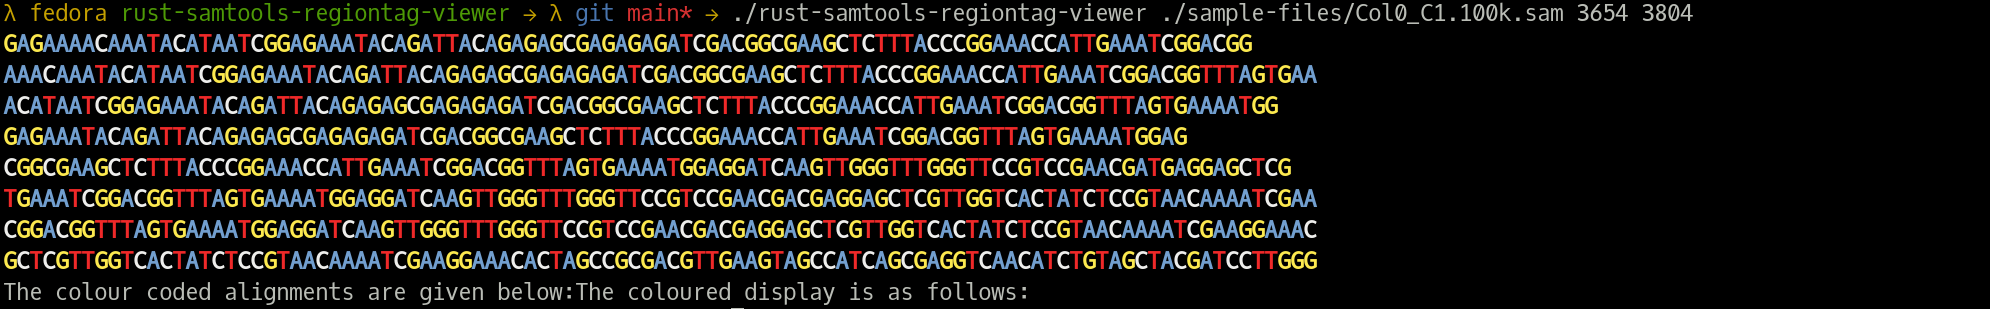 λ fedora rust-samtools-regiontag-viewer → λ git main* → ./rust-samtools-regiontag-viewer ./sample-files/Col0_C1.100k.sam 3654 3804
GAGAAAACAAATACATAATCGGAGAAATACAGATTACAGAGAGCGAGAGAGATCGACGGCGAAGCTCTTTACCCGGAAACCATTGAAATCGGACGG
AAACAAATACATAATCGGAGAAATACAGATTACAGAGAGCGAGAGAGATCGACGGCGAAGCTCTTTACCCGGAAACCATTGAAATCGGACGGTTTAGTGAA
ACATAATCGGAGAAATACAGATTACAGAGAGCGAGAGAGATCGACGGCGAAGCTCTTTACCCGGAAACCATTGAAATCGGACGGTTTAGTGAAAATGG
GAGAAATACAGATTACAGAGAGCGAGAGAGATCGACGGCGAAGCTCTTTACCCGGAAACCATTGAAATCGGACGGTTTAGTGAAAATGGAG
CGGCGAAGCTCTTTACCCGGAAACCATTGAAATCGGACGGTTTAGTGAAAATGGAGGATCAAGTTGGGTTTGGGTTCCGTCCGAACGATGAGGAGCTCG
TGAAATCGGACGGTTTAGTGAAAATGGAGGATCAAGTTGGGTTTGGGTTCCGTCCGAACGACGAGGAGCTCGTTGGTCACTATCTCCGTAACAAAATCGAA
CGGACGGTTTAGTGAAAATGGAGGATCAAGTTGGGTTTGGGTTCCGTCCGAACGACGAGGAGCTCGTTGGTCACTATCTCCGTAACAAAATCGAAGGAAAC
GCTCGTTGGTCACTATCTCCGTAACAAAATCGAAGGAAACACTAGCCGCGACGTTGAAGTAGCCATCAGCGAGGTCAACATCTGTAGCTACGATCCTTGGG
The colour coded alignments are given below:The coloured display is as follows: